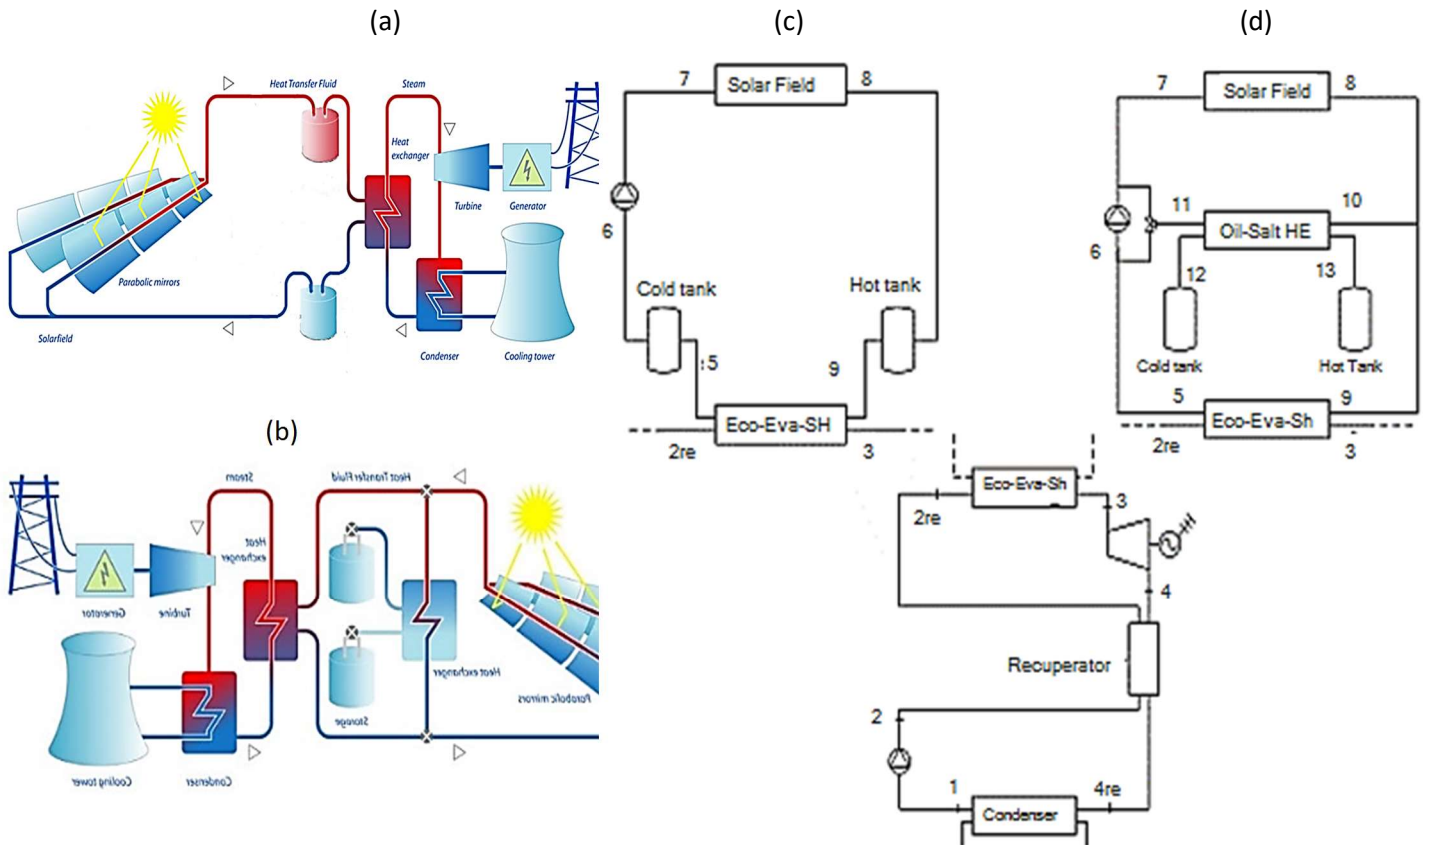 (a)
Heat Transfer Fluid
Steam
Heat
exchanger
Turbine
Generator
Parabolic mirrors
Solarfield
Condenser
Cooling tower
(b)
Steam
Heat Transfer Fluid
Heat
exchanger
Generator
Turbine
Heat exchanger
Parabolic
mirrors
Storage
Cooling tower
Condenser
(c)
7
Solar Field
8
6
Cold tank
Hot tank
5
9
Eco-Eva-SH
2re
3
(d)
7
Solar Field
8
11
10
Oil-Salt HE
6
12
13
Cold tank
Hot Tank
5
9
Eco-Eva-Sh
2re
3
Eco-Eva-Sh
2re
3
4
Recuperator
2
1
4re
Condenser